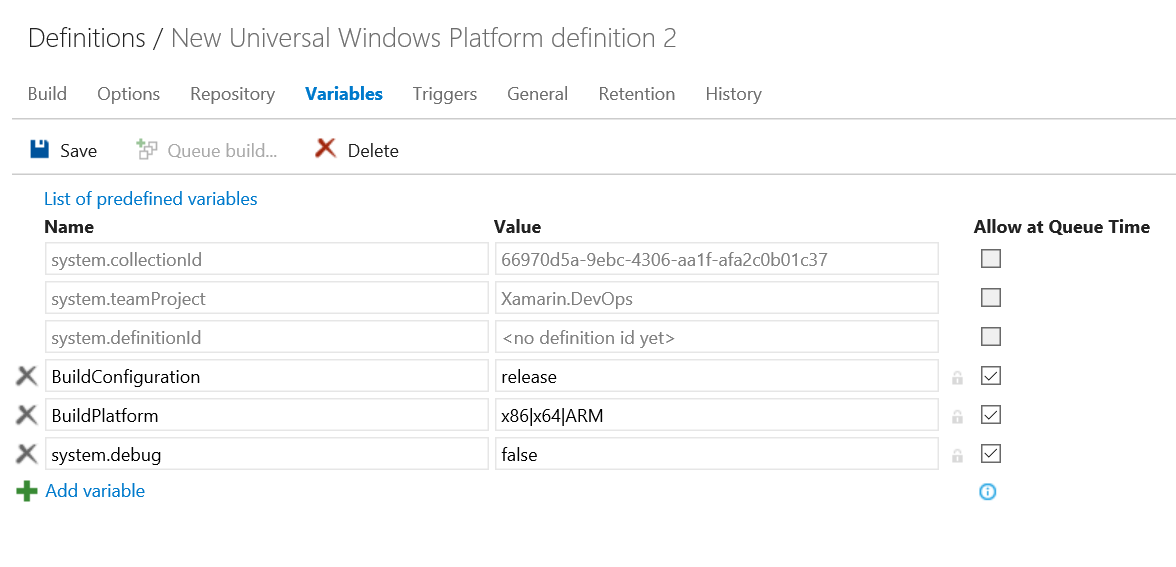 Definitions / New Universal Windows Platform definition 2
Build Options Repository Variables Triggers General Retention History
Save Queue build... Delete
List of predefined variables
Name Value Allow at Queue Time
system.collectionId 66970d5a-9ebc-4306-aa1f-afa2c0b01c37
system.teamProject Xamarin.DevOps
system.definitionId <no definition id yet>
BuildConfiguration release
BuildPlatform x86|x64|ARM
system.debug false
Add variable